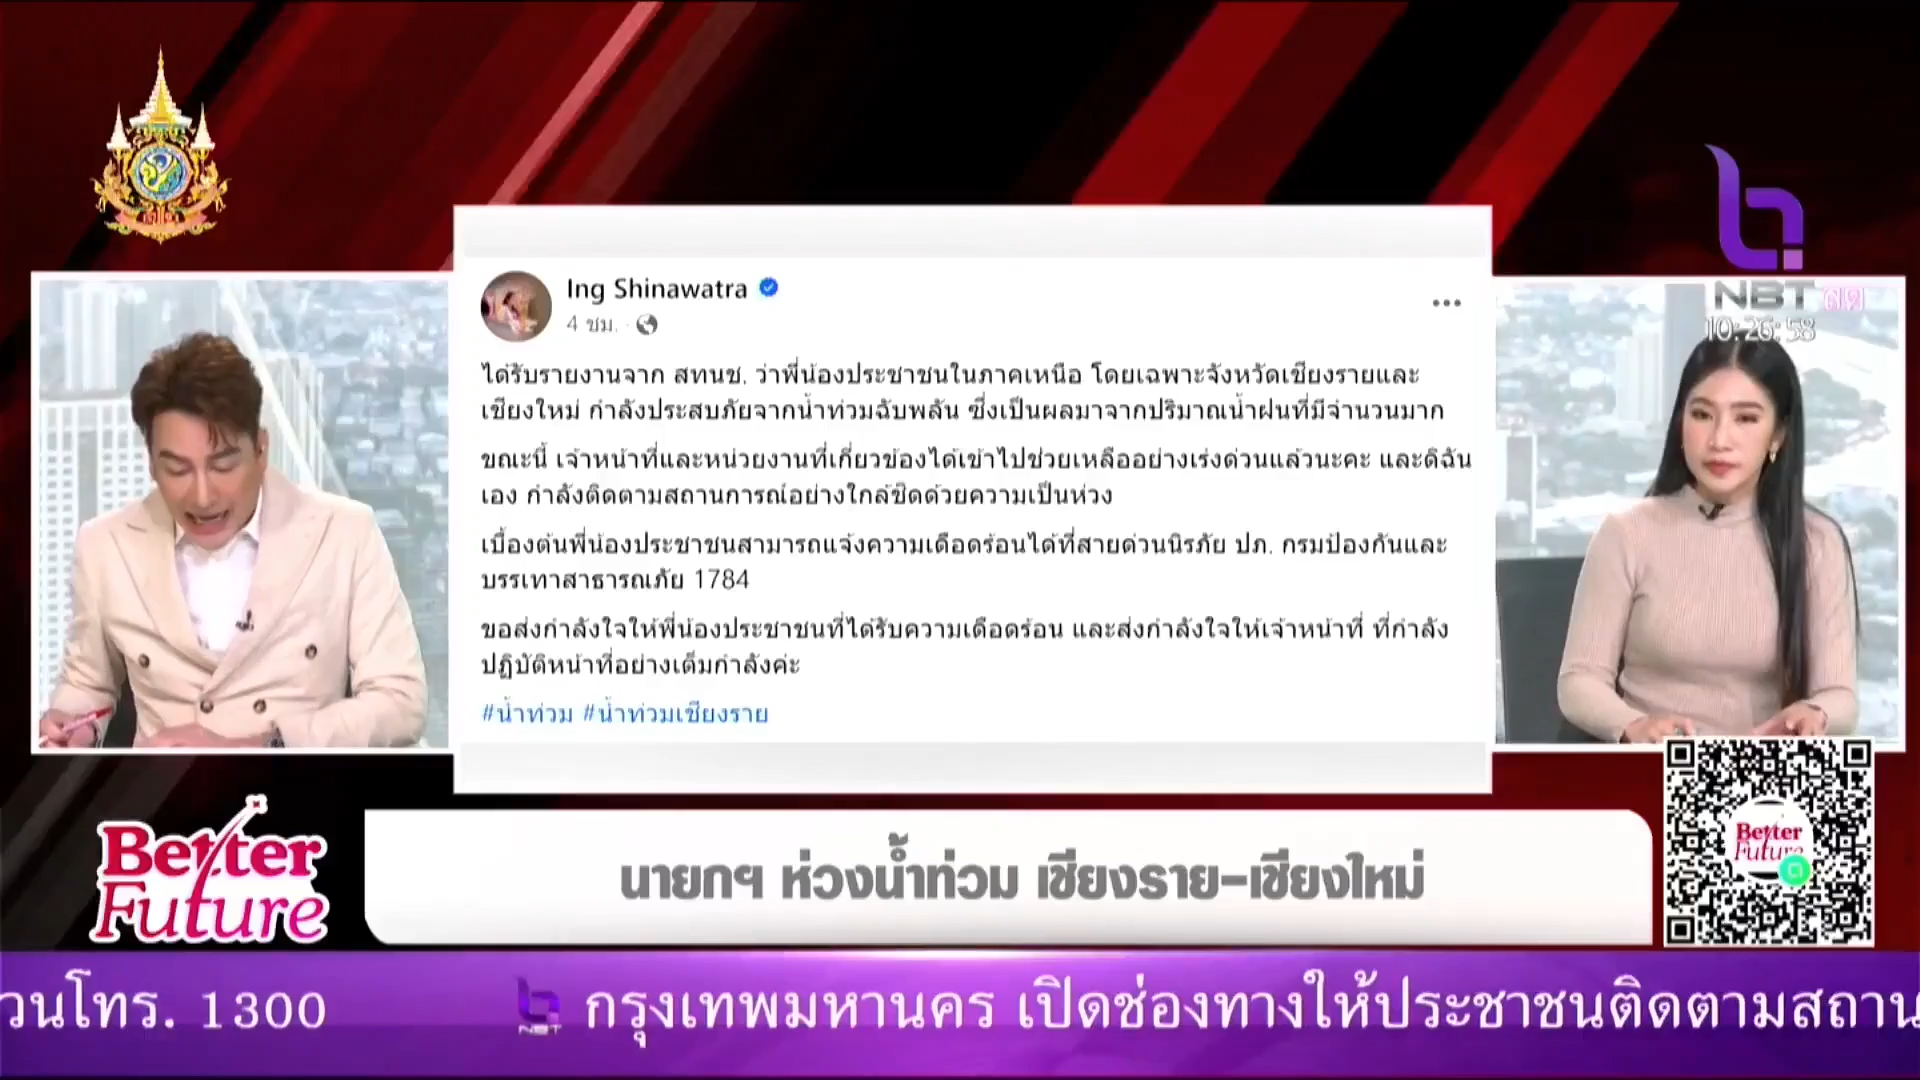 Ing Shinawatra
4 ชม.
ได้รับรายงานจาก สทนช. ว่าพี่น้องประชาชนในภาคเหนือ โดยเฉพาะจังหวัดเชียงรายและ
เชียงใหม่ กำลังประสบภัยจากน้ำท่วมฉับพลัน ซึ่งเป็นผลมาจากปริมาณน้ำฝนที่มีจำนวนมาก
ขณะนี้ เจ้าหน้าที่และหน่วยงานที่เกี่ยวข้องได้เข้าไปช่วยเหลืออย่างเร่งด่วนแล้วนะคะ และดิฉัน
เอง กำลังติดตามสถานการณ์อย่างใกล้ชิดด้วยความเป็นห่วง
เบื้องต้นพี่น้องประชาชนสามารถแจ้งความเดือดร้อนได้ที่สายด่วนนิรภัย ปภ. กรมป้องกันและ
บรรเทาสาธารณภัย 1784
ขอส่งกำลังใจให้พี่น้องประชาชนที่ได้รับความเดือดร้อน และส่งกำลังใจให้เจ้าหน้าที่ ที่กำลัง
ปฏิบัติหน้าที่อย่างเต็มกำลังค่ะ
#น้ำท่วม #น้ำท่วมเชียงราย
NBT สด
10:26:58
Better
Future
นายกฯ ห่วงน้ำท่วม เชียงราย-เชียงใหม่
Better
Future
วนโทร. 1300 NBT กรุงเทพมหานคร เปิดช่องทางให้ประชาชนติดตามสถาน